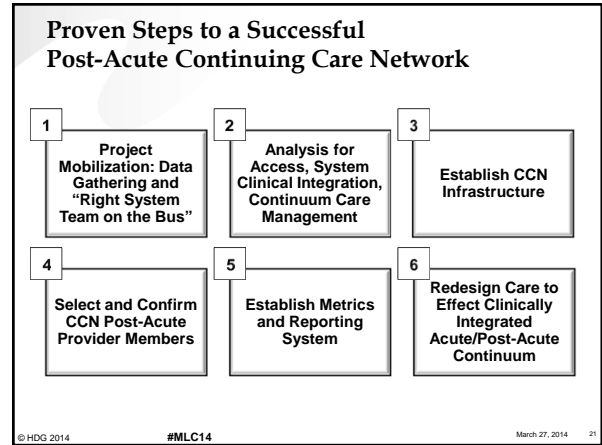 Proven Steps to a Successful
Post-Acute Continuing Care Network
1
Project
Mobilization: Data
Gathering and
“Right System
Team on the Bus”
2
Analysis for
Access, System
Clinical Integration,
Continuum Care
Management
3
Establish CCN
Infrastructure
4
Select and Confirm
CCN Post-Acute
Provider Members
5
Establish Metrics
and Reporting
System
6
Redesign Care to
Effect Clinically
Integrated
Acute/Post-Acute
Continuum
© HDG 2014 #MLC14 March 27, 2014 21